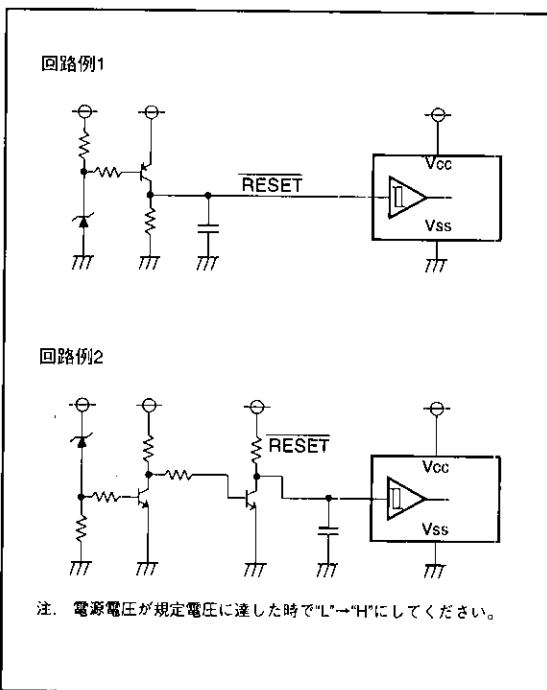 回路例1
RESET
Vcc
Vss
回路例2
RESET
Vcc
Vss
注. 電源電圧が規定電圧に達した時で"L"→"H"にしてください。